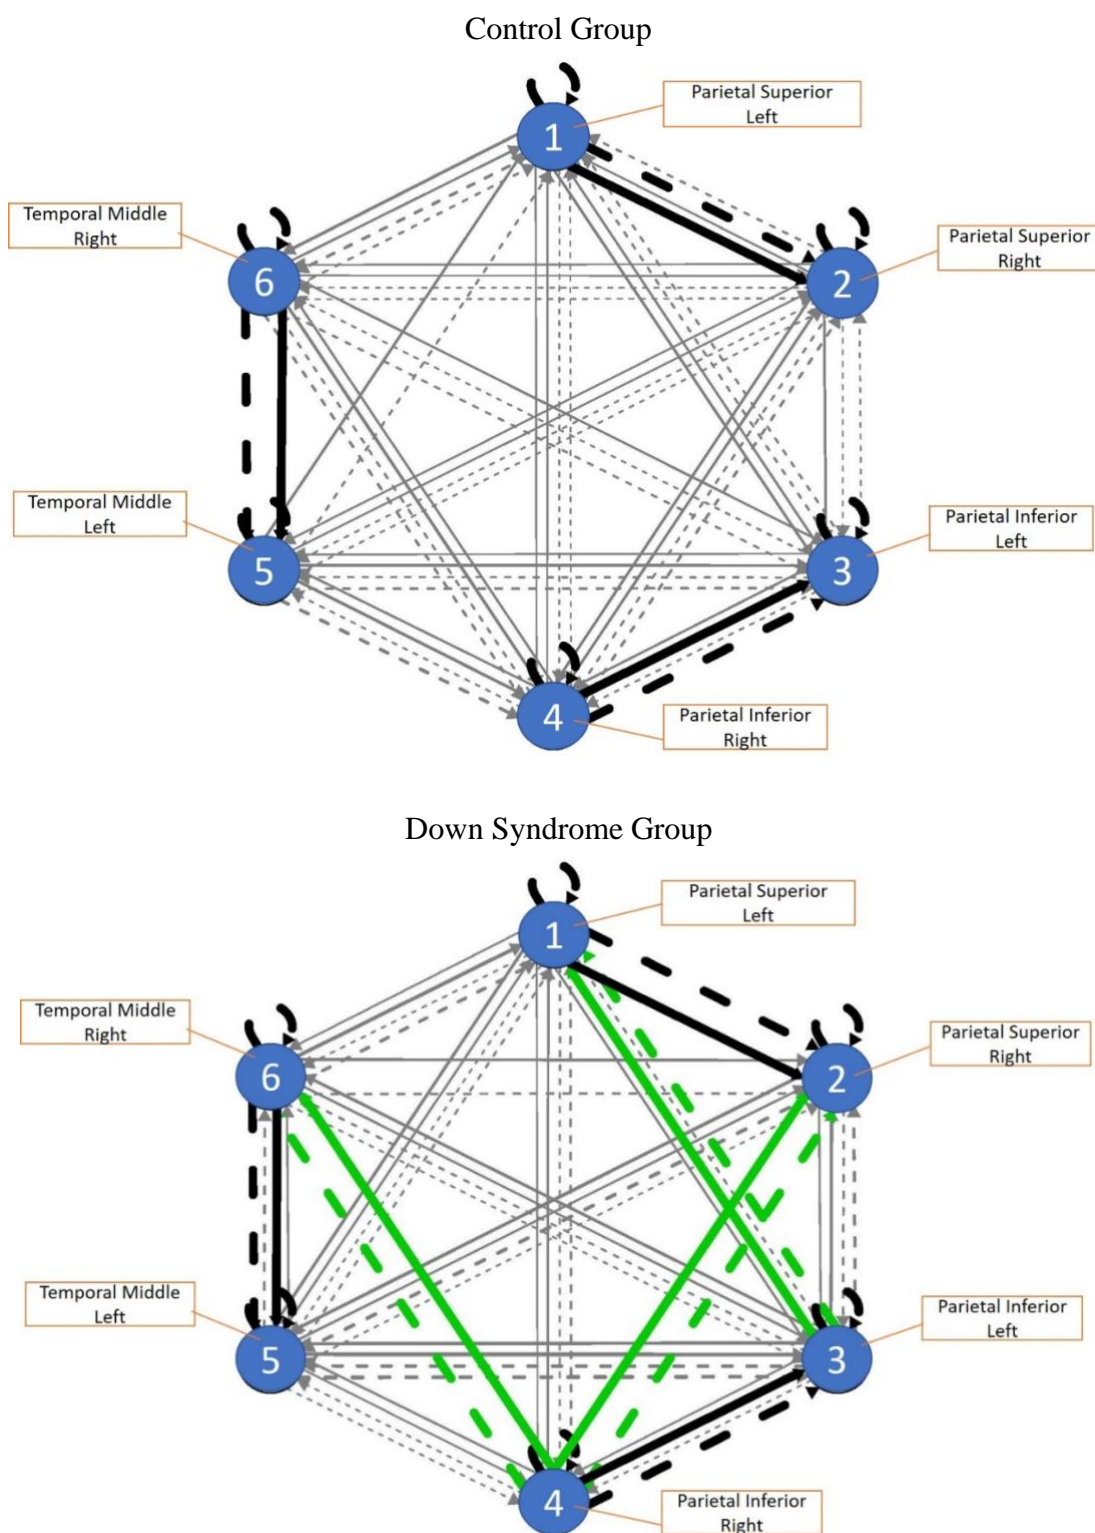 Control Group
Parietal Superior
Left
1
Temporal Middle
Right
Parietal Superior
Right
6
2
Temporal Middle
Left
Parietal Inferior
Left
5
3
4
Parietal Inferior
Right
Down Syndrome Group
Parietal Superior
Left
1
Temporal Middle
Right
Parietal Superior
Right
6
2
Temporal Middle
Left
Parietal Inferior
Left
5
3
4
Parietal Inferior
Right